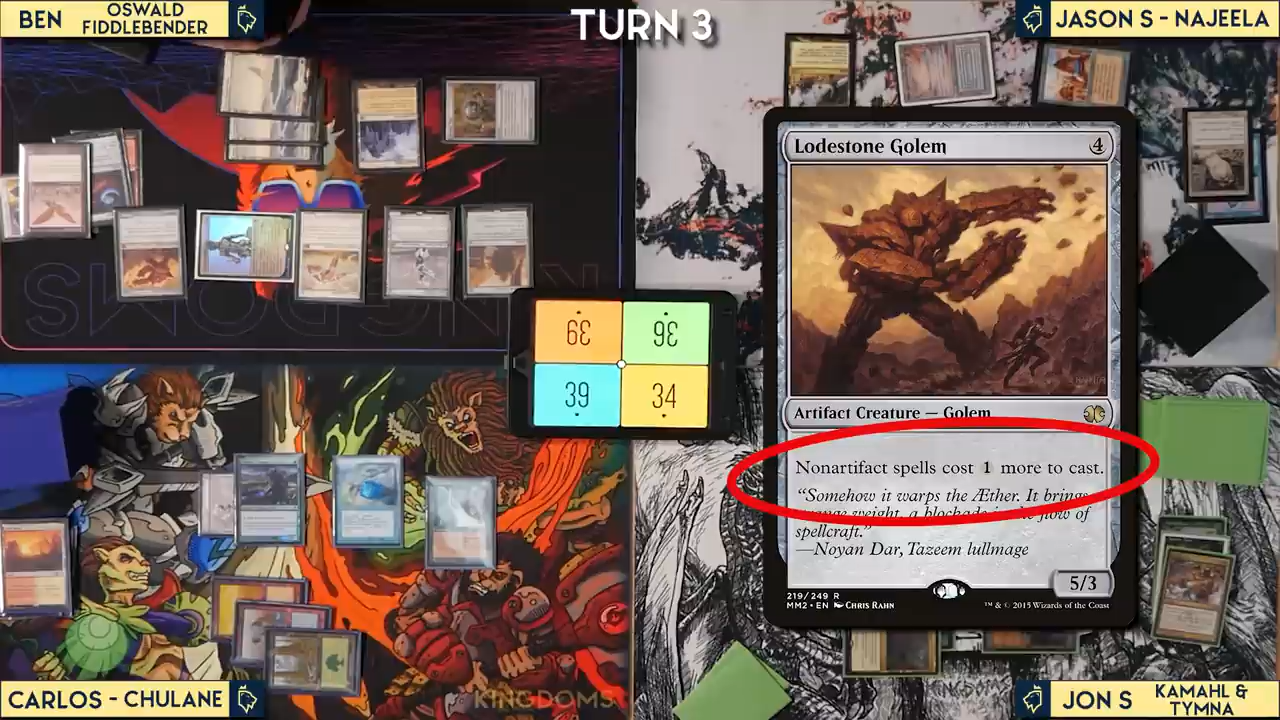 BEN
OSWALD
FIDDLEBENDER
TURN 3
JASON S - NAJEELA
Lodestone Golem
4
39
36
39
34
Artifact Creature — Golem
Nonartifact spells cost 1 more to cast.
“Somehow it warps the Æther. It brings
strange weight, a blockade in the flow of
spellcraft.”
—Noyan Dar, Tazeem lullmage
5/3
219/249 R
MM2 • EN CHRIS RAHN
™ & © 2015 Wizards of the Coast
KINGDOMS
KINGDOMS
CARLOS - CHULANE
JON S
KAMAHL &
TYMNA